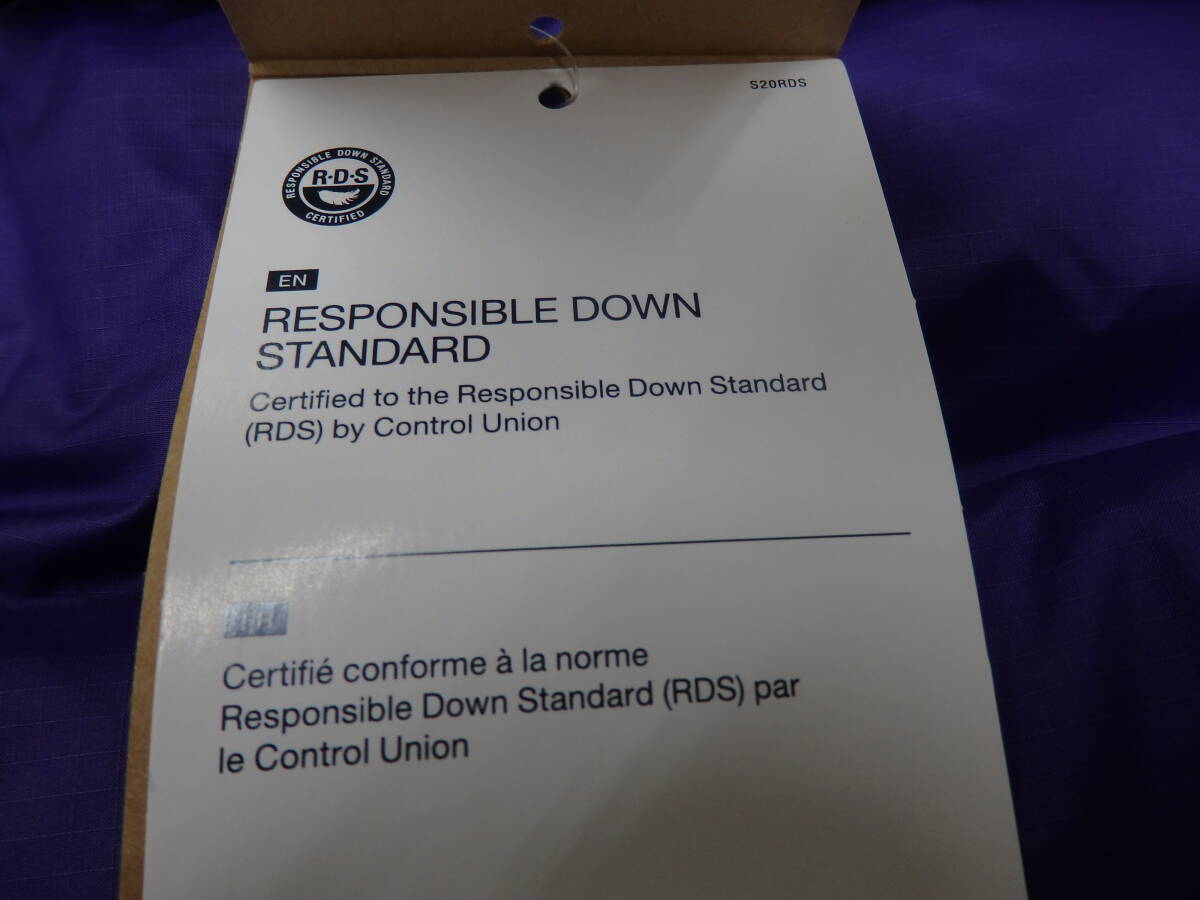 S20RDS
RESPONSIBLE DOWN STANDARD
R·D·S
CERTIFIED
EN
RESPONSIBLE DOWN
STANDARD
Certified to the Responsible Down Standard
(RDS) by Control Union
FR
Certifié conforme à la norme
Responsible Down Standard (RDS) par
le Control Union